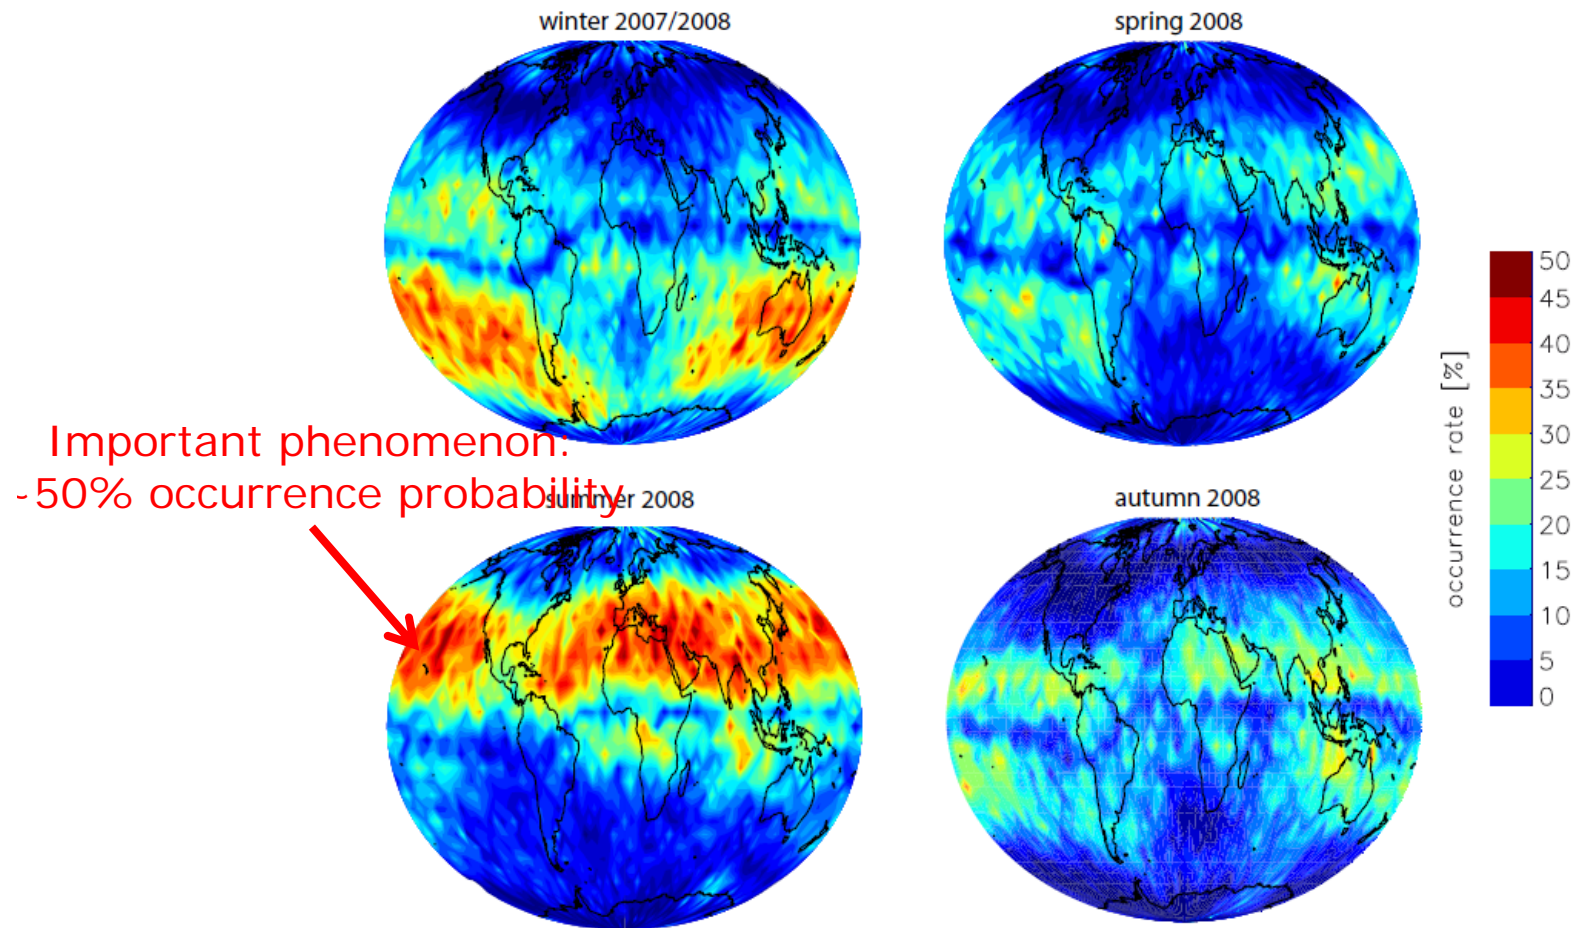 winter 2007/2008
spring 2008
Important phenomenon:
~50% occurrence probability
summer 2008
autumn 2008
occurrence rate [%]
50
45
40
35
30
25
20
15
10
5
0